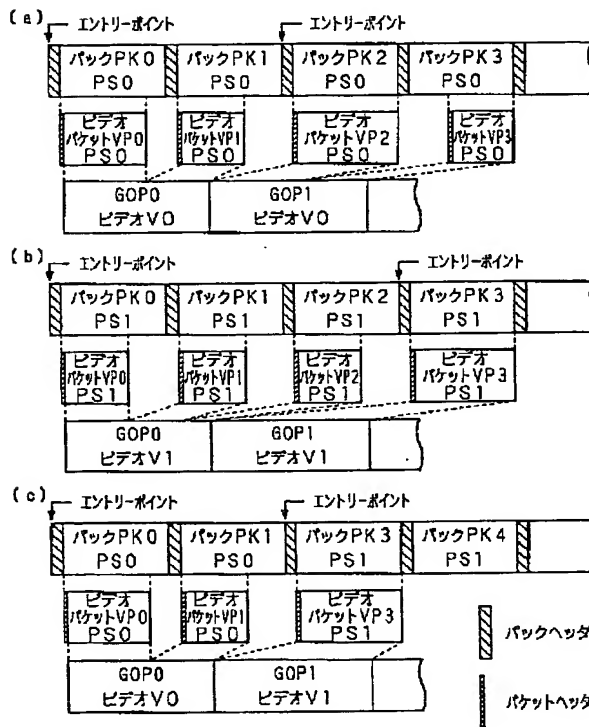 (a)
エントリーポイント エントリーポイント
パックPK0 パックPK1 パックPK2 パックPK3
PS0 PS0 PS0 PS0
ビデオ ビデオ ビデオ ビデオ
パケットVP0 パケットVP1 パケットVP2 パケットVP3
PS0 PS0 PS0 PS0
GOP0 GOP1
ビデオV0 ビデオV0
(b)
エントリーポイント エントリーポイント
パックPK0 パックPK1 パックPK2 パックPK3
PS1 PS1 PS1 PS1
ビデオ ビデオ ビデオ ビデオ
パケットVP0 パケットVP1 パケットVP2 パケットVP3
PS1 PS1 PS1 PS1
GOP0 GOP1
ビデオV1 ビデオV1
(c)
エントリーポイント エントリーポイント
パックPK0 パックPK1 パックPK3 パックPK4
PS0 PS0 PS1 PS1
ビデオ ビデオ ビデオ
パケットVP0 パケットVP1 パケットVP3
PS0 PS0 PS1
パックヘッダ
GOP0 GOP1
ビデオV0 ビデオV1
パケットヘッダ